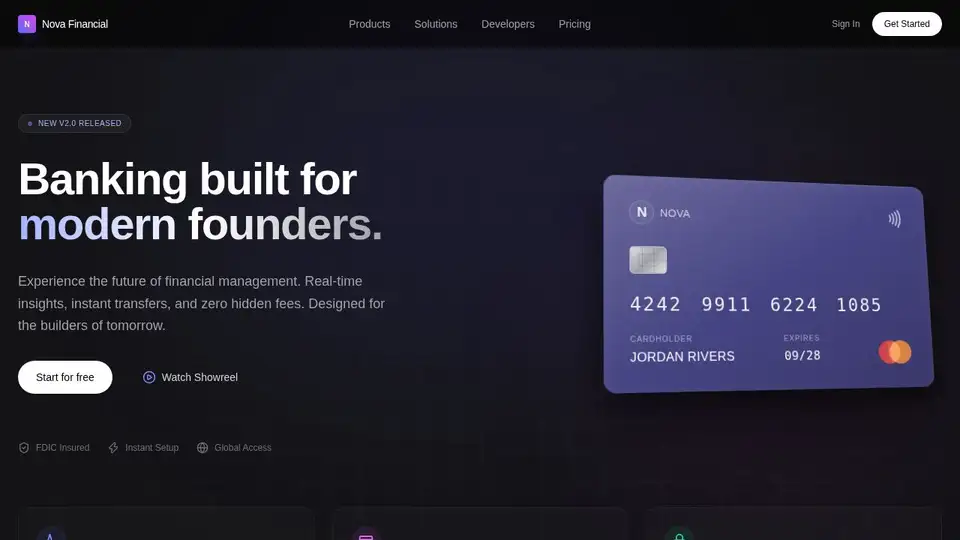 N Nova Financial
Products Solutions Developers Pricing
Sign In Get Started
NEW V2.0 RELEASED
Banking built for
modern founders.
Experience the future of financial management. Real-time
insights, instant transfers, and zero hidden fees. Designed for
the builders of tomorrow.
Start for free Watch Showreel
FDIC Insured Instant Setup Global Access
N NOVA
4242 9911 6224 1085
CARDHOLDER EXPIRES
JORDAN RIVERS 09/28